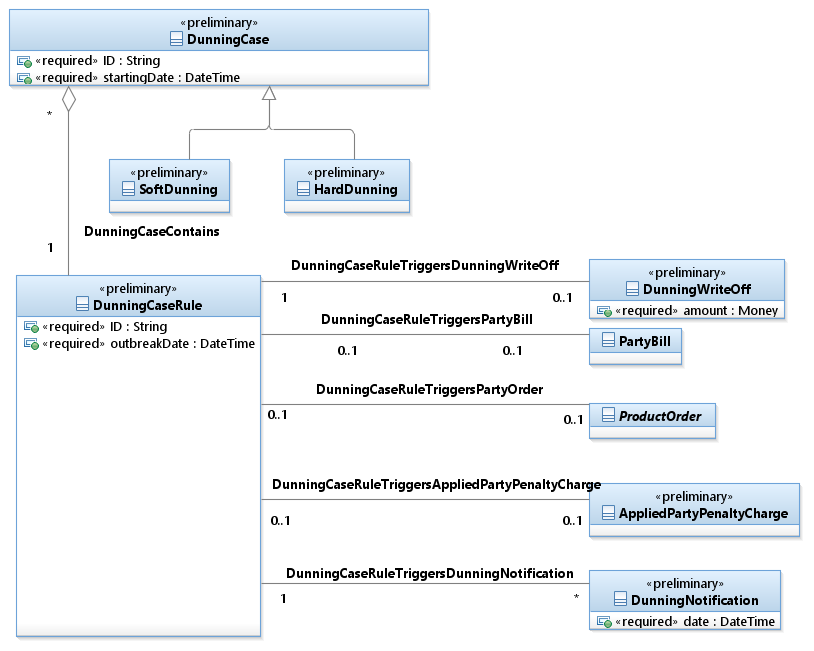 «preliminary»
DunningCase
«required» ID : String
«required» startingDate : DateTime
*
«preliminary»
SoftDunning
«preliminary»
HardDunning
DunningCaseContains
1
«preliminary»
DunningCaseRule
«required» ID : String
«required» outbreakDate : DateTime
DunningCaseRuleTriggersDunningWriteOff
1
0..1
«preliminary»
DunningWriteOff
«required» amount : Money
DunningCaseRuleTriggersPartyBill
0..1
0..1
PartyBill
DunningCaseRuleTriggersPartyOrder
0..1
0..1
ProductOrder
DunningCaseRuleTriggersAppliedPartyPenaltyCharge
0..1
0..1
«preliminary»
AppliedPartyPenaltyCharge
DunningCaseRuleTriggersDunningNotification
1
*
«preliminary»
DunningNotification
«required» date : DateTime